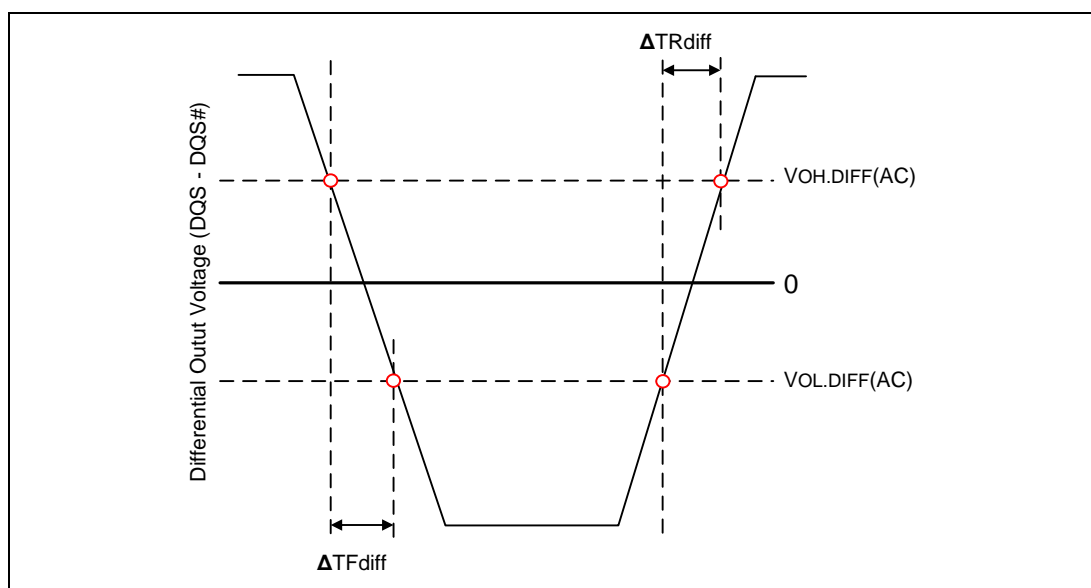 ΔTRdiff
Differential Outut Voltage (DQS - DQS#)
VOH.DIFF(AC)
0
VOL.DIFF(AC)
ΔTFdiff